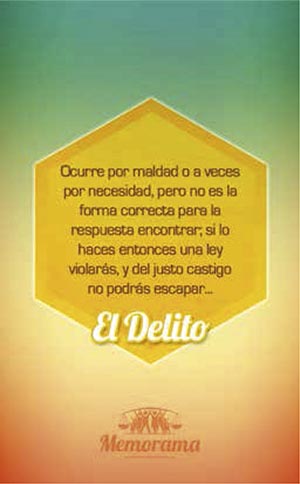 Ocurre por maldad o a veces
por necesidad, pero no es la
forma correcta para la
respuesta encontrar; si lo
haces entonces una ley
violarás, y del justo castigo
no podrás escapar...
El Delito
Memorama